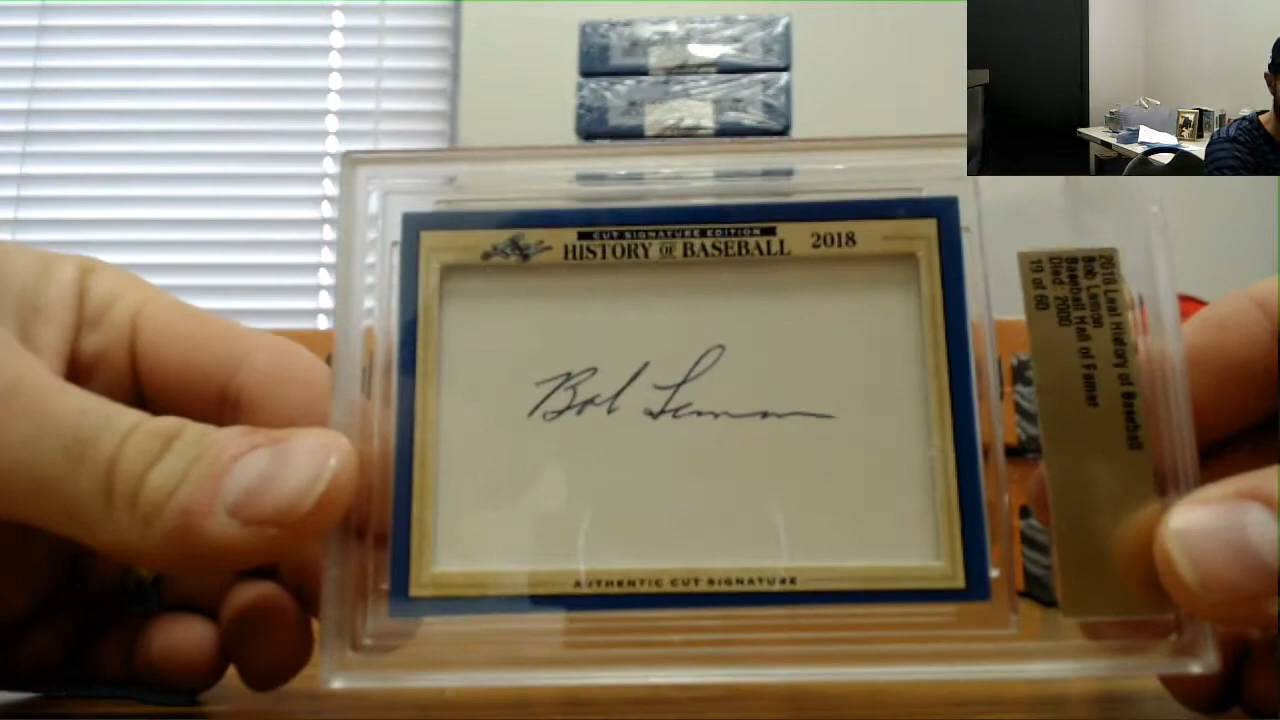 CUT SIGNATURE EDITION
HISTORY OF BASEBALL 2018
Bob Lemon
AUTHENTIC CUT SIGNATURE
2018 Leaf History of Baseball
Bob Lemon
Baseball Hall of Famer
Died: 2000
19 of 60